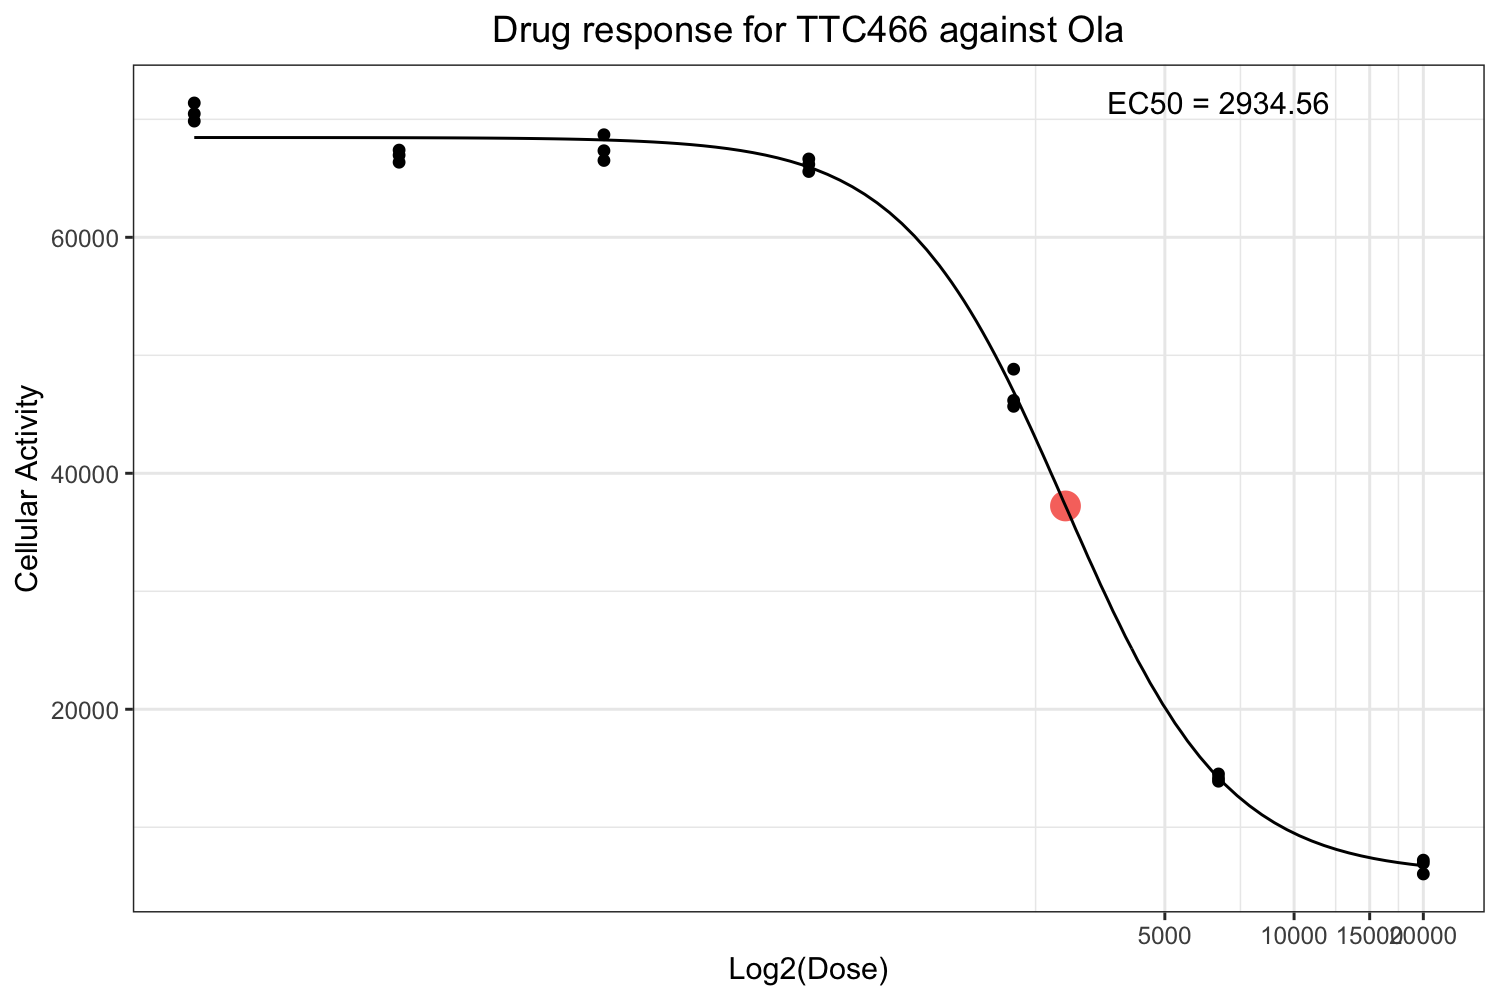 Drug response for TTC466 against Ola
EC50 = 2934.56
60000
40000
20000
Cellular Activity
5000 10000 15000 20000
Log2(Dose)